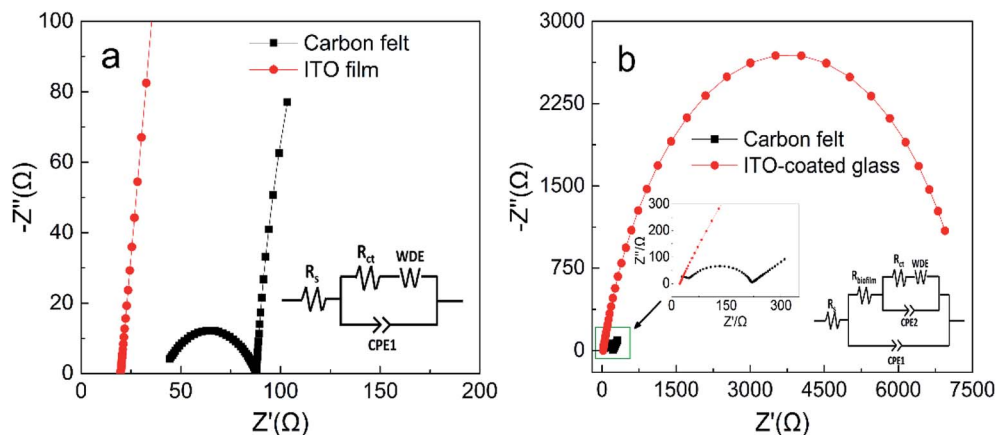 a
Carbon felt
ITO film
100
80
60
40
20
0
-Z"(Ω)
0
50
100
150
200
Z'(Ω)
Rs
Rct
WDE
CPE1
b
Carbon felt
ITO-coated glass
3000
2250
1500
750
0
-Z"(Ω)
0
1500
3000
4500
6000
7500
Z'(Ω)
300
200
100
0
Z"/Ω
0
100
200
300
Z'/Ω
Rs
Rbiofilm
Rct
WDE
CPE2
CPE1